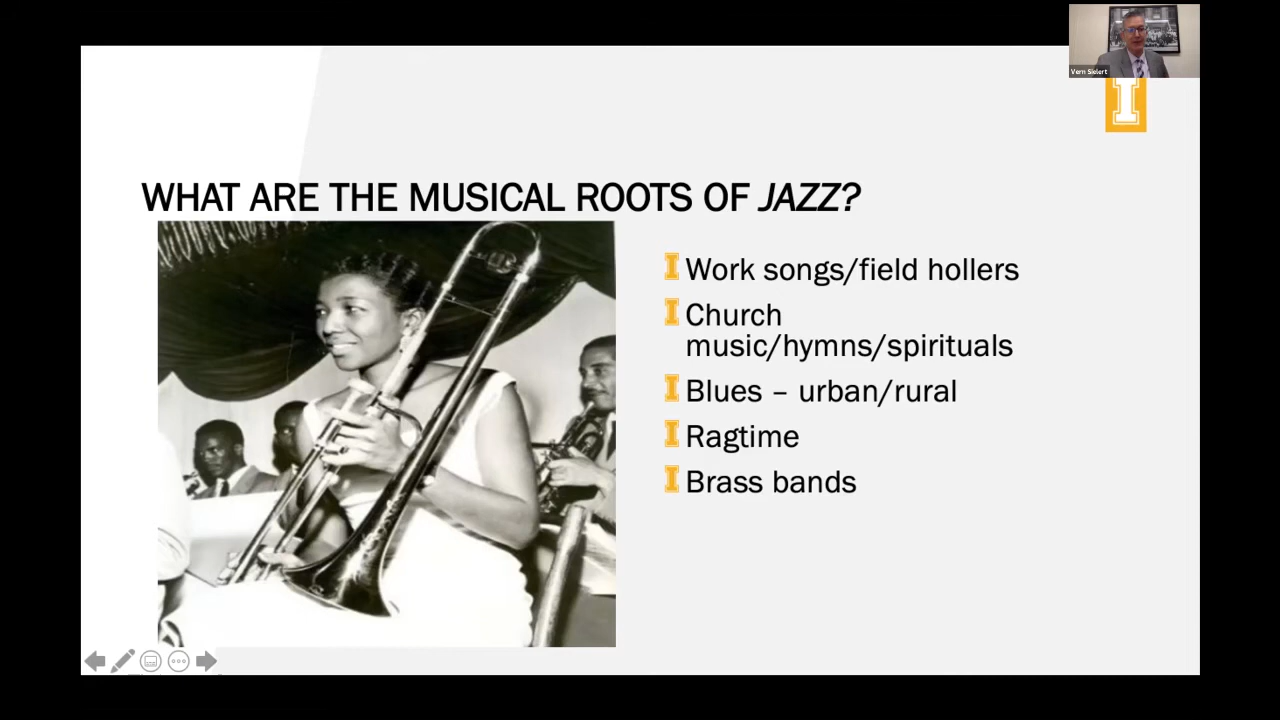 Vern Sielert
I
WHAT ARE THE MUSICAL ROOTS OF JAZZ?
I Work songs/field hollers
I Church
music/hymns/spirituals
I Blues – urban/rural
I Ragtime
I Brass bands